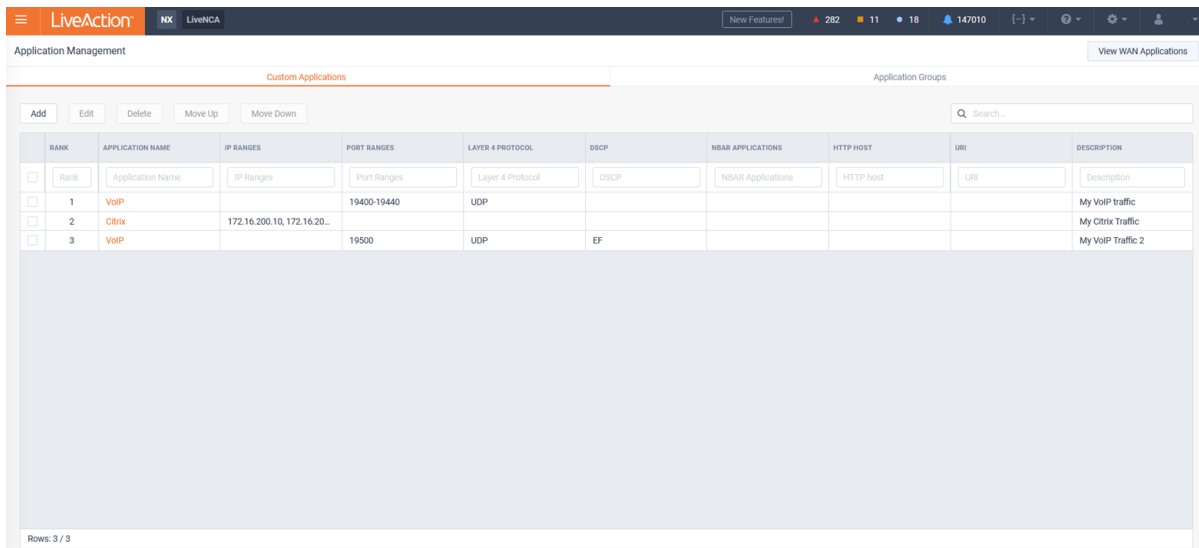 LiveAction NX LiveNCA New Features! 282 11 18 147010
Application Management View WAN Applications
Custom Applications Application Groups
Add Edit Delete Move Up Move Down Search...
RANK APPLICATION NAME IP RANGES PORT RANGES LAYER 4 PROTOCOL DSCP NBAR APPLICATIONS HTTP HOST URI DESCRIPTION
Rank Application Name IP Ranges Port Ranges Layer 4 Protocol DSCP NBAR Applications HTTP host URI Description
1 VoIP 19400-19440 UDP My VoIP traffic
2 Citrix 172.16.200.10, 172.16.20... My Citrix Traffic
3 VoIP 19500 UDP EF My VoIP Traffic 2
Rows: 3 / 3